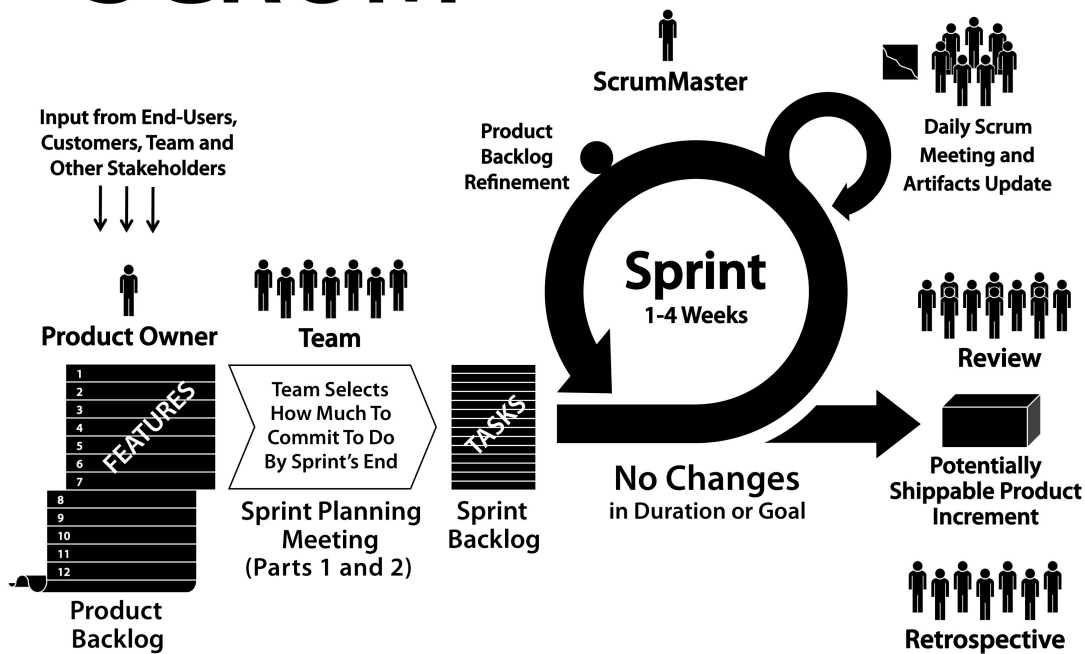 SCRUM
ScrumMaster
Input from End-Users,
Customers, Team and
Other Stakeholders
Product
Backlog
Refinement
Daily Scrum
Meeting and
Artifacts Update
Product Owner
Team
Sprint
1-4 Weeks
Review
1
2
3
4
5
6
7
8
9
10
11
12
FEATURES
Product
Backlog
Team Selects
How Much To
Commit To Do
By Sprint's End
Sprint Planning
Meeting
(Parts 1 and 2)
TASKS
Sprint
Backlog
No Changes
in Duration or Goal
Potentially
Shippable Product
Increment
Retrospective